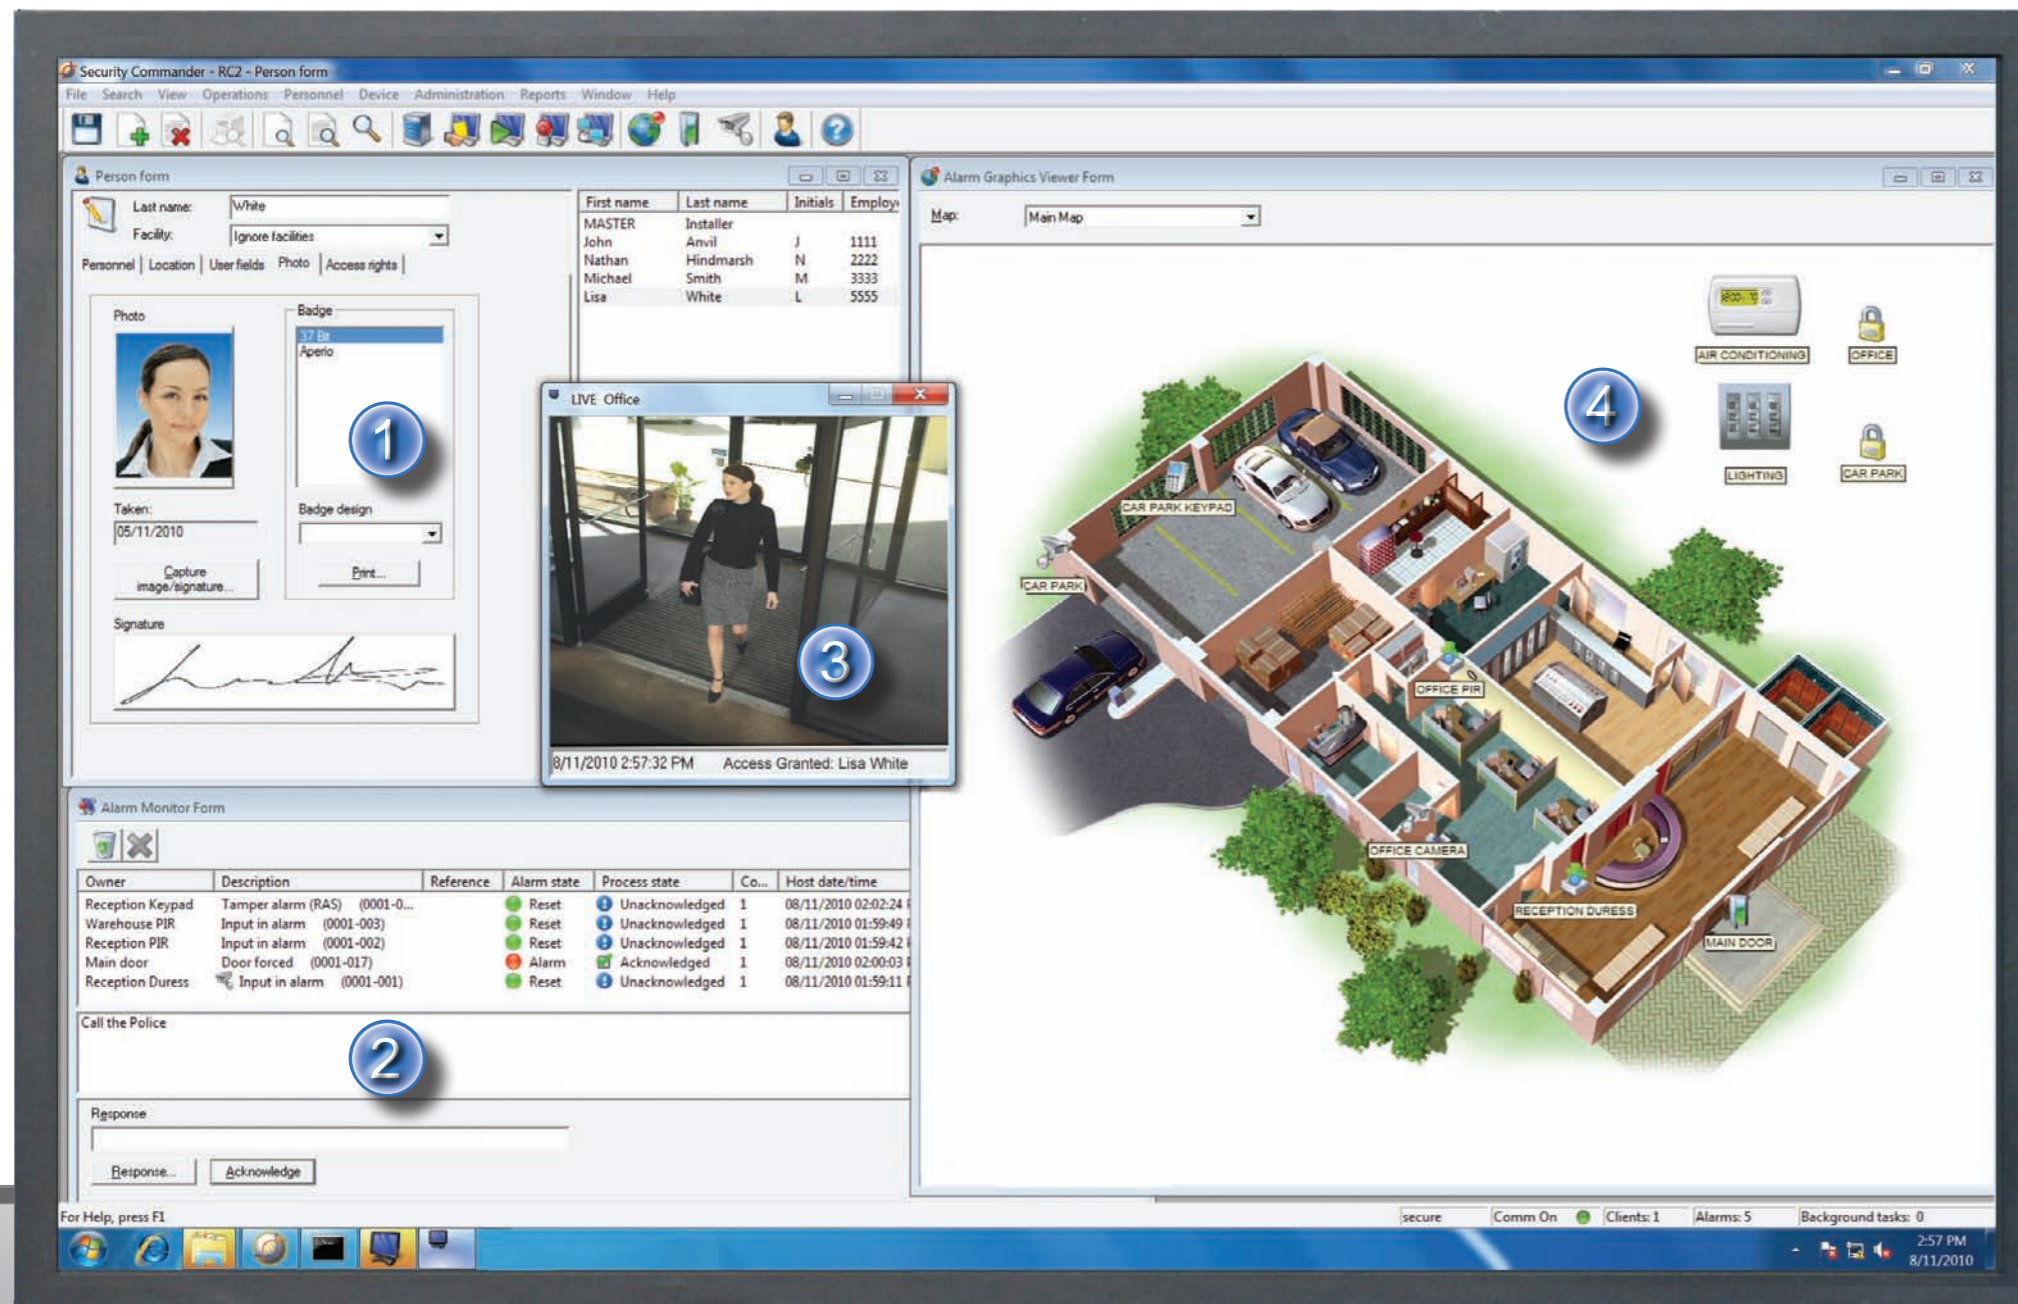 Security Commander - RC2 - Person form
File Search View Operations Personnel Device Administration Reports Window Help
Person form
Last name: White
Facility: Ignore facilities
Personnel Location User fields Photo Access rights
First name Last name Initials Employ
MASTER Installer
John Anvil J 1111
Nathan Hindmarsh N 2222
Michael Smith M 3333
Lisa White L 5555
Photo
Badge
37 Bit
Aperio
1
Taken:
05/11/2010
Badge design
Capture
image/signature...
Print...
Signature
LIVE Office
3
8/11/2010 2:57:32 PM Access Granted: Lisa White
Alarm Graphics Viewer Form
Map: Main Map
AIR CONDITIONING
OFFICE
4
LIGHTING
CAR PARK
CAR PARK KEYPAD
CAR PARK
OFFICE PIR
OFFICE CAMERA
RECEPTION DURESS
MAIN DOOR
Alarm Monitor Form
Owner Description Reference Alarm state Process state Co... Host date/time
Reception Keypad Tamper alarm (RAS) (0001-0... Reset Unacknowledged 1 08/11/2010 02:02:24
Warehouse PIR Input in alarm (0001-003) Reset Unacknowledged 1 08/11/2010 01:59:49
Reception PIR Input in alarm (0001-002) Reset Unacknowledged 1 08/11/2010 01:59:42
Main door Door forced (0001-017) Alarm Acknowledged 1 08/11/2010 02:00:03
Reception Duress Input in alarm (0001-001) Reset Unacknowledged 1 08/11/2010 01:59:11
Call the Police
2
Response
Response... Acknowledge
For Help, press F1
secure Comm On Clients: 1 Alarms: 5 Background tasks: 0
2:57 PM
8/11/2010